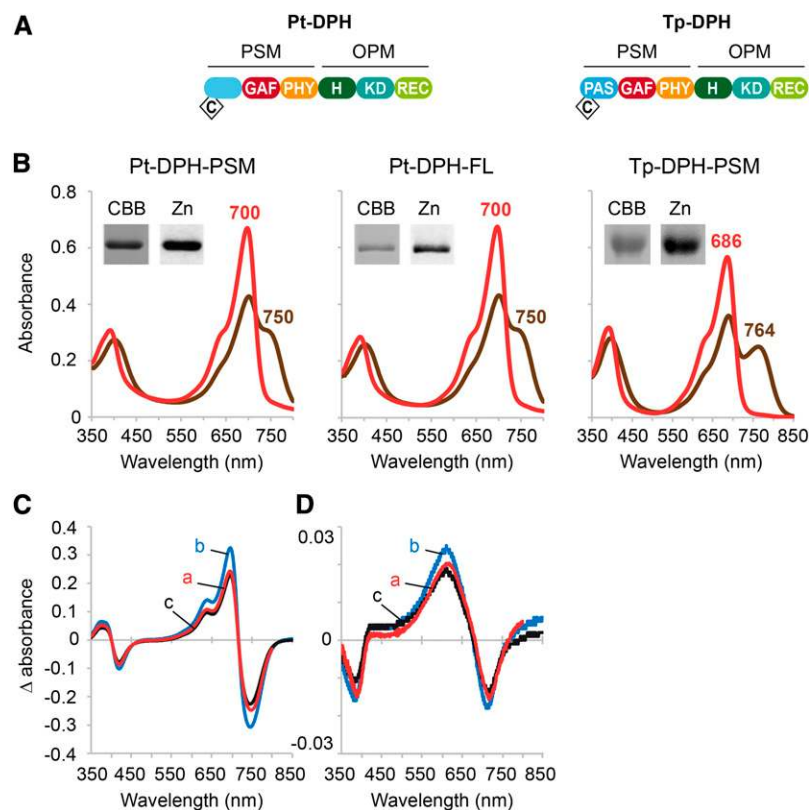 A
Pt-DPH
Tp-DPH
PSM OPM
PSM OPM
GAF PHY H KD REC
C
PAS GAF PHY H KD REC
C
B
Pt-DPH-PSM
Pt-DPH-FL
Tp-DPH-PSM
Absorbance
0.8
0.6
0.4
0.2
0
CBB Zn
700
750
350 450 550 650 750
Wavelength (nm)
CBB Zn
700
750
350 450 550 650 750
Wavelength (nm)
CBB Zn
686
764
350 450 550 650 750 850
Wavelength (nm)
C
Δ absorbance
0.4
0.3
0.2
0.1
0
-0.1
-0.2
-0.3
-0.4
b
a
c
350 450 550 650 750 850
Wavelength (nm)
D
0.03
0
-0.03
b
a
c
350 450 550 650 750 850
Wavelength (nm)